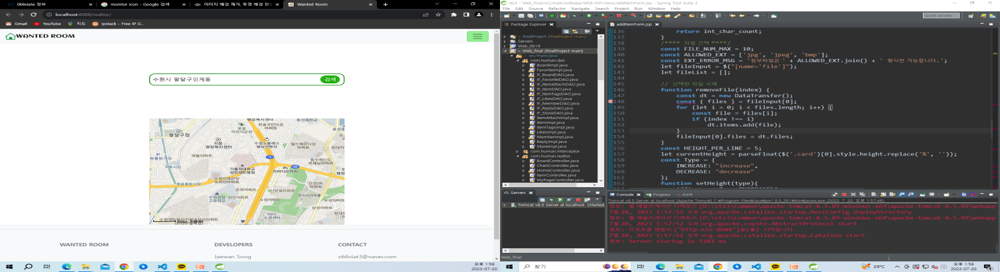 obliviato 정보
monitor icon - Google 검색
이미지 배경 제거, 투명 배경 만
Wanted Room
localhost:8088/realtor/
Gmail
YouTube
지도
Ipstack - Free IP G...
WANTED ROOM
수원시 팔달구인계동
검색
팔달구청
지동
행정복지센터
WANTED ROOM
DEVELOPERS
CONTACT
Jaewan Song
obliviat3@naver.com
오후 1:58
2023-07-20
sts3 - Web_final/src/main/webapp/WEB-INF/views/addItemForm.jsp - Spring Tool Suite 3
File Edit Source Refactor Navigate Search Project Run Window Help
Quick Access
Package Explorer
finalProject [finalProject main]
Servers
Web_0619
Web_final [finalProject main]
src/main/java
com.human.dao
BoardImpl.java
FavoriteImpl.java
IF_BoardDAO.java
IF_FavoriteDAO.java
IF_ItemAttachDAO.java
IF_ItemDAO.java
IF_ItemTagsDAO.java
IF_LikesDAO.java
IF_MemberDAO.java
IF_ReplyDAO.java
IF_StoreDAO.java
ItemAttachImpl.java
ItemImpl.java
ItemTagsImpl.java
LikesImpl.java
MemberImpl.java
ReplyImpl.java
StoreImpl.java
com.human.interceptor
com.human.realtor
BoardController.java
ChartController.java
HomeController.java
ItemController.java
MyPageController.java
Servers
Tomcat v8.5 Server at localhost [Started
addItemForm.jsp
136 return int_char_count;
137 }
138 /**** 파일 선택 ****/
139 const FILE_NUM_MAX = 10;
140 const ALLOWED_EXT = ['jpg', 'jpeg', 'bmp'];
141 const EXT_ERROR_MSG = '첨부파일은 ' + ALLOWED_EXT.join() + ' 형식만 가능합니다.';
142 let fileInput = $("[name='file']");
143 let fileList = [];
144
145 // 선택한 파일 삭제
146 function removeFile(index) {
147 const dt = new DataTransfer();
148 const { files } = fileInput[0];
149 for (let i = 0; i < files.length; i++) {
150 const file = files[i];
151 if (index !== i)
152 dt.items.add(file);
153 }
154 fileInput[0].files = dt.files;
155 }
156 const HEIGHT_PER_LINE = 5;
157 let currentHeight = parseFloat($('.card')[0].style.height.replace('%', ''));
158 const Type = {
159 INCREASE: "increase",
160 DECREASE: "decrease"
161 };
162 function setHeight(type){
Console
Progress
JUnit
Tomcat v8.5 Server at localhost [Apache Tomcat] C:\Program Files\Java\jre1.8.0_261\bin\javaw.exe (2023. 7. 20. 오후 1:57:46)
정보: 웹 애플리케이션 디렉토리 [D:\sts3\Common\apache-tomcat-8.5.89-windows-x64\apache-tomcat-8.5.89\webapp
7월 20, 2023 1:57:52 오후 org.apache.catalina.startup.HostConfig deployDirectory
정보: 웹 애플리케이션 디렉토리 [D:\sts3\Common\apache-tomcat-8.5.89-windows-x64\apache-tomcat-8.5.89\webapp
7월 20, 2023 1:57:52 오후 org.apache.coyote.AbstractProtocol start
정보: 프로토콜 핸들러 ["http-nio-8088"]을(를) 시작합니다.
7월 20, 2023 1:57:52 오후 org.apache.catalina.startup.Catalina start
정보: Server startup in 5282 ms
Web_final
찾기
29°C
오후 1:58
2023-07-20